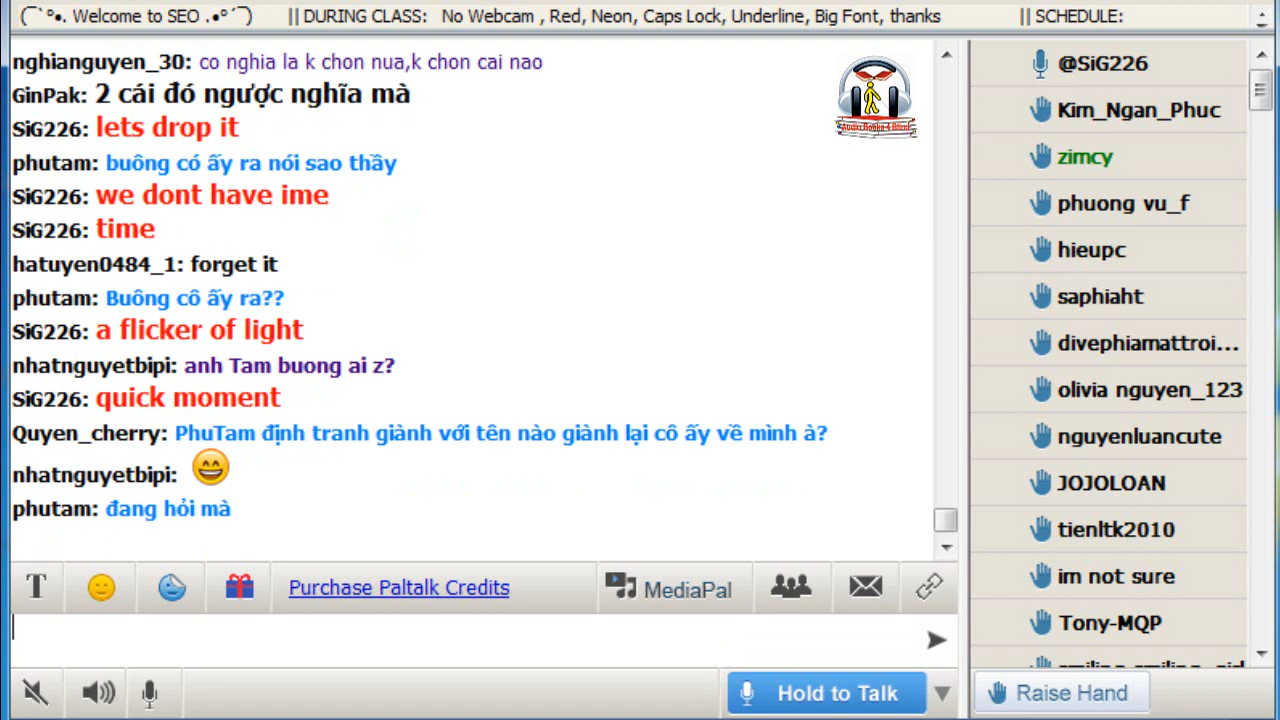 (¯`°•. Welcome to SEO .•°´¯) || DURING CLASS: No Webcam , Red, Neon, Caps Lock, Underline, Big Font, thanks || SCHEDULE:
nghianguyen_30: co nghia la k chon nua,k chon cai nao
GinPak: 2 cái đó ngược nghĩa mà
SiG226: lets drop it
phutam: buông có ấy ra nói sao thầy
SiG226: we dont have ime
SiG226: time
hatuyen0484_1: forget it
phutam: Buông cô ấy ra??
SiG226: a flicker of light
nhatnguyetbipi: anh Tam buong ai z?
SiG226: quick moment
Quyen_cherry: PhuTam định tranh giành với tên nào giành lại cô ấy về mình à?
nhatnguyetbipi:
phutam: đang hỏi mà
Audio Books 4 Blind
T Purchase Paltalk Credits MediaPal
Hold to Talk
@SiG226
Kim_Ngan_Phuc
zimcy
phuong vu_f
hieupc
saphiaht
divephiamattroi...
olivia nguyen_123
nguyenluancute
JOJOLOAN
tienltk2010
im not sure
Tony-MQP
Raise Hand